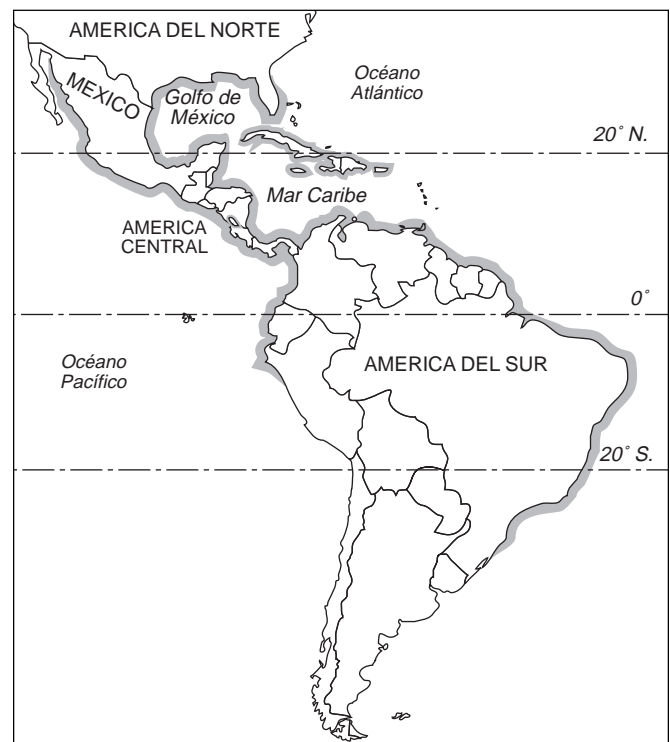 AMERICA DEL NORTE
MEXICO
Golfo de
México
Océano
Atlántico
20° N.
Mar Caribe
AMERICA
CENTRAL
0°
Océano
Pacífico
AMERICA DEL SUR
20° S.